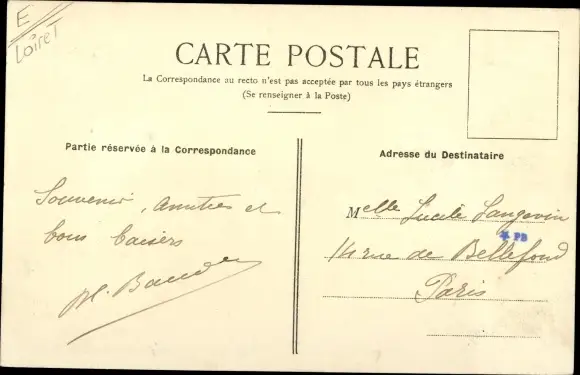 E
Loiret
CARTE POSTALE
La Correspondance au recto n'est pas acceptée par tous les pays étrangers
(Se renseigner à la Poste)
Partie réservée à la Correspondance
Adresse du Destinataire
Souvenir, amitiés et
bons baisers
M.
Melle Lucile Langevin
* PB
14 rue de Bellefond
Paris